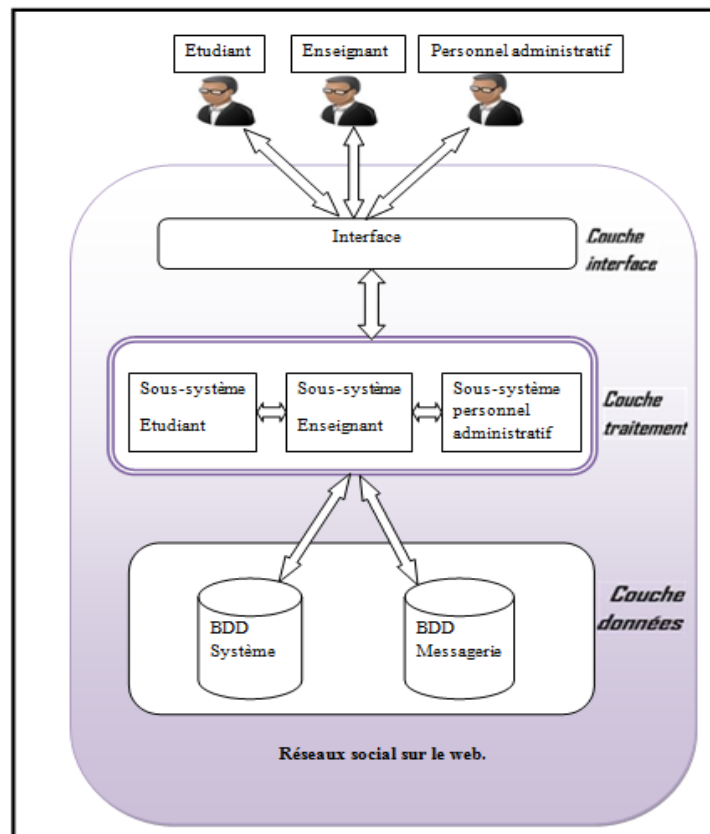 Etudiant
Enseignant
Personnel administratif
Interface
Couche
interface
Sous-système
Etudiant
Sous-système
Enseignant
Sous-système
personnel
administratif
Couche
traitement
BDD
Système
BDD
Messagerie
Couche
données
Réseaux social sur le web.